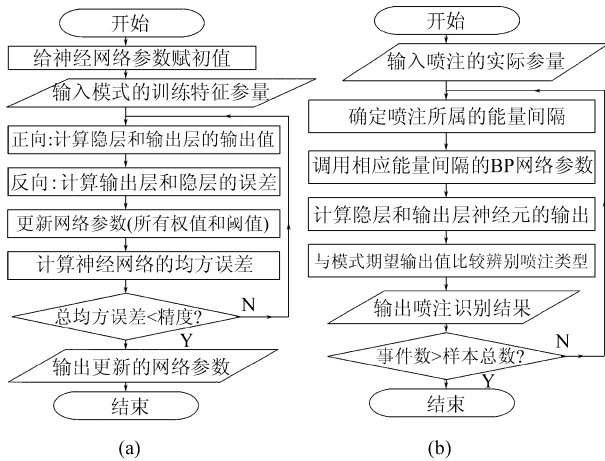 开始
给神经网络参数赋初值
输入模式的训练特征参量
正向:计算隐层和输出层的输出值
反向:计算输出层和隐层的误差
更新网络参数(所有权值和阈值)
计算神经网络的均方误差
总均方误差<精度?
N
Y
输出更新的网络参数
结束
(a)
开始
输入喷注的实际参量
确定喷注所属的能量间隔
调用相应能量间隔的BP网络参数
计算隐层和输出层神经元的输出
与模式期望输出值比较辨别喷注类型
输出喷注识别结果
事件数>样本总数?
N
Y
结束
(b)